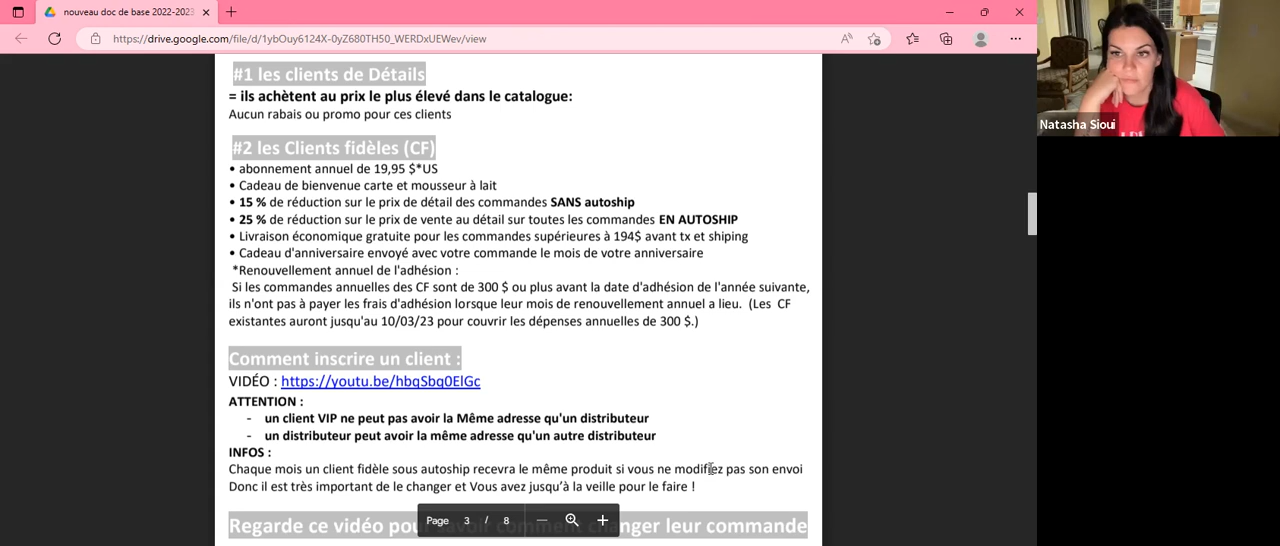 nouveau doc de base 2022-2023
https://drive.google.com/file/d/1ybOuy6124X-0yZ680TH50_WERDxUEWev/view
Natasha Sioui
#1 les clients de Détails
= ils achètent au prix le plus élevé dans le catalogue:
Aucun rabais ou promo pour ces clients
#2 les Clients fidèles (CF)
• abonnement annuel de 19,95 $*US
• Cadeau de bienvenue carte et mousseur à lait
• 15 % de réduction sur le prix de détail des commandes SANS autoship
• 25 % de réduction sur le prix de vente au détail sur toutes les commandes EN AUTOSHIP
• Livraison économique gratuite pour les commandes supérieures à 194$ avant tx et shiping
• Cadeau d'anniversaire envoyé avec votre commande le mois de votre anniversaire
*Renouvellement annuel de l'adhésion :
Si les commandes annuelles des CF sont de 300 $ ou plus avant la date d'adhésion de l'année suivante,
ils n'ont pas à payer les frais d'adhésion lorsque leur mois de renouvellement annuel a lieu. (Les CF
existantes auront jusqu'au 10/03/23 pour couvrir les dépenses annuelles de 300 $.)
Comment inscrire un client :
VIDÉO : https://youtu.be/hbqSbq0ElGc
ATTENTION :
- un client VIP ne peut pas avoir la Même adresse qu'un distributeur
- un distributeur peut avoir la même adresse qu'un autre distributeur
INFOS :
Chaque mois un client fidèle sous autoship recevra le même produit si vous ne modifiez pas son envoi
Donc il est très important de le changer et Vous avez jusqu’à la veille pour le faire !
Regarde ce vidéo pour savoir comment changer leur commande
Page 3 / 8